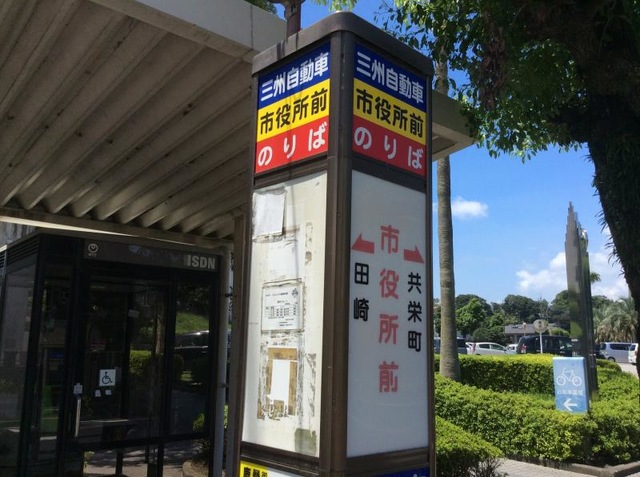 三州自動車
市役所前
のりば
三州自動車
市役所前
のりば
市役所前
田崎
共栄町
ISDN